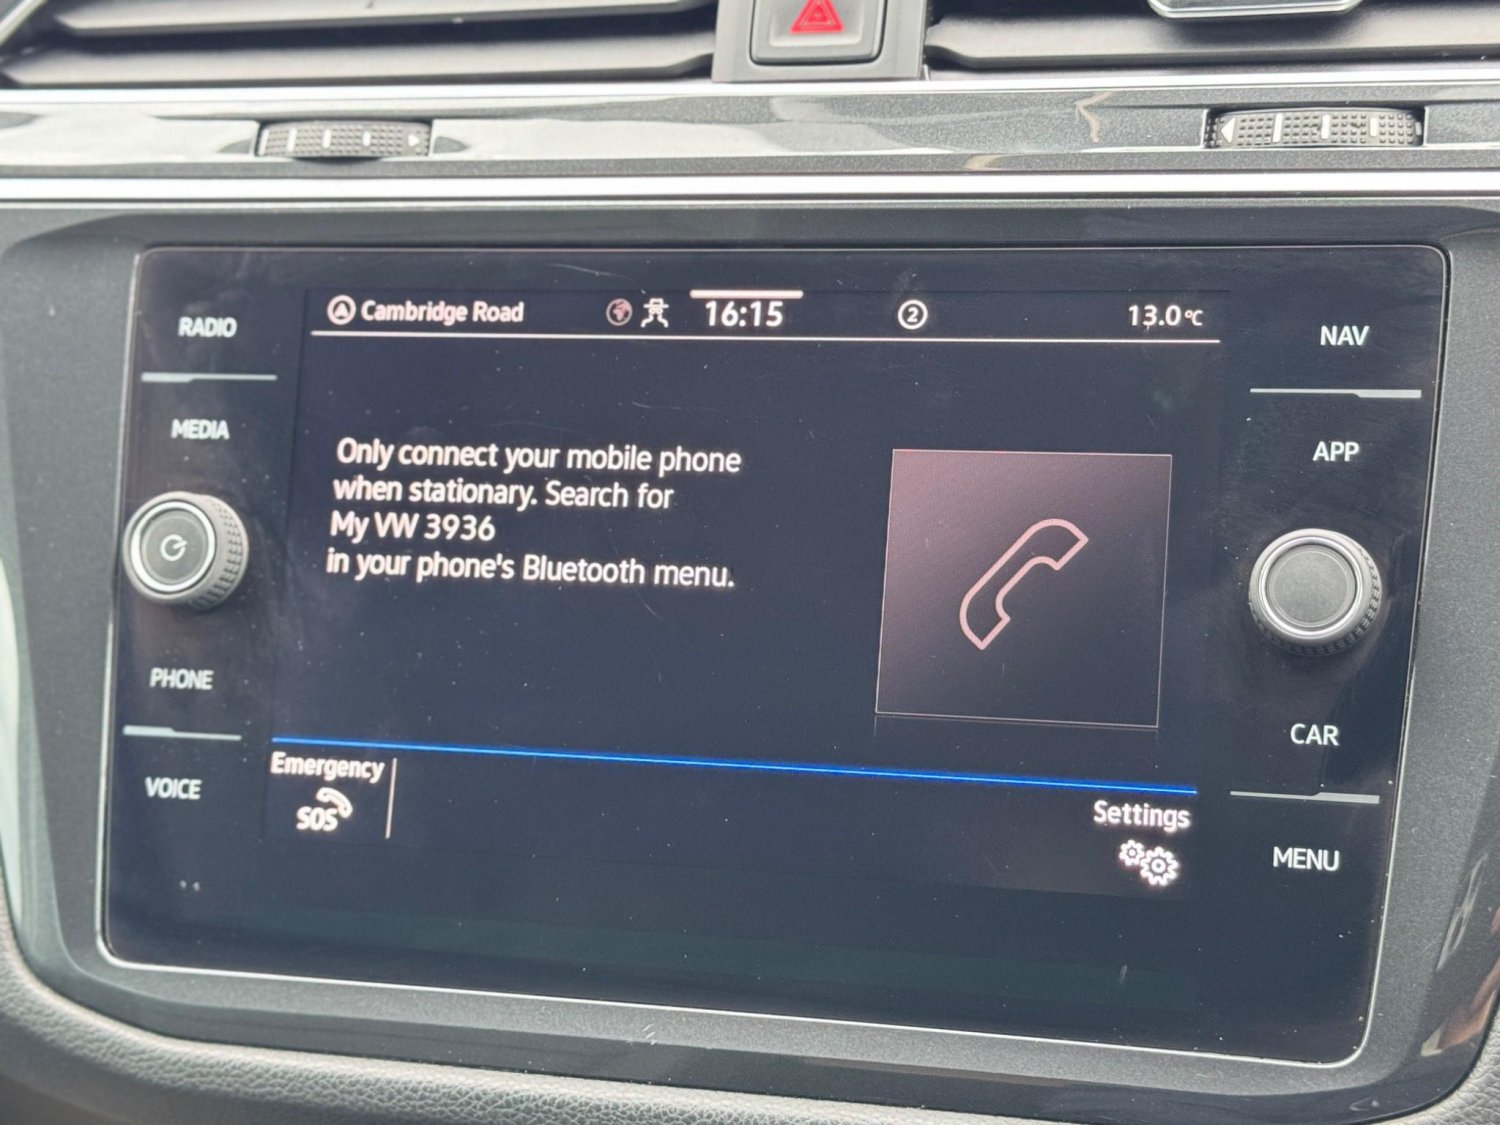 Cambridge Road 16:15 2 13.0°C
RADIO
MEDIA
PHONE
VOICE
Only connect your mobile phone
when stationary. Search for
My VW 3936
in your phone's Bluetooth menu.
Emergency
SOS
Settings
NAV
APP
CAR
MENU